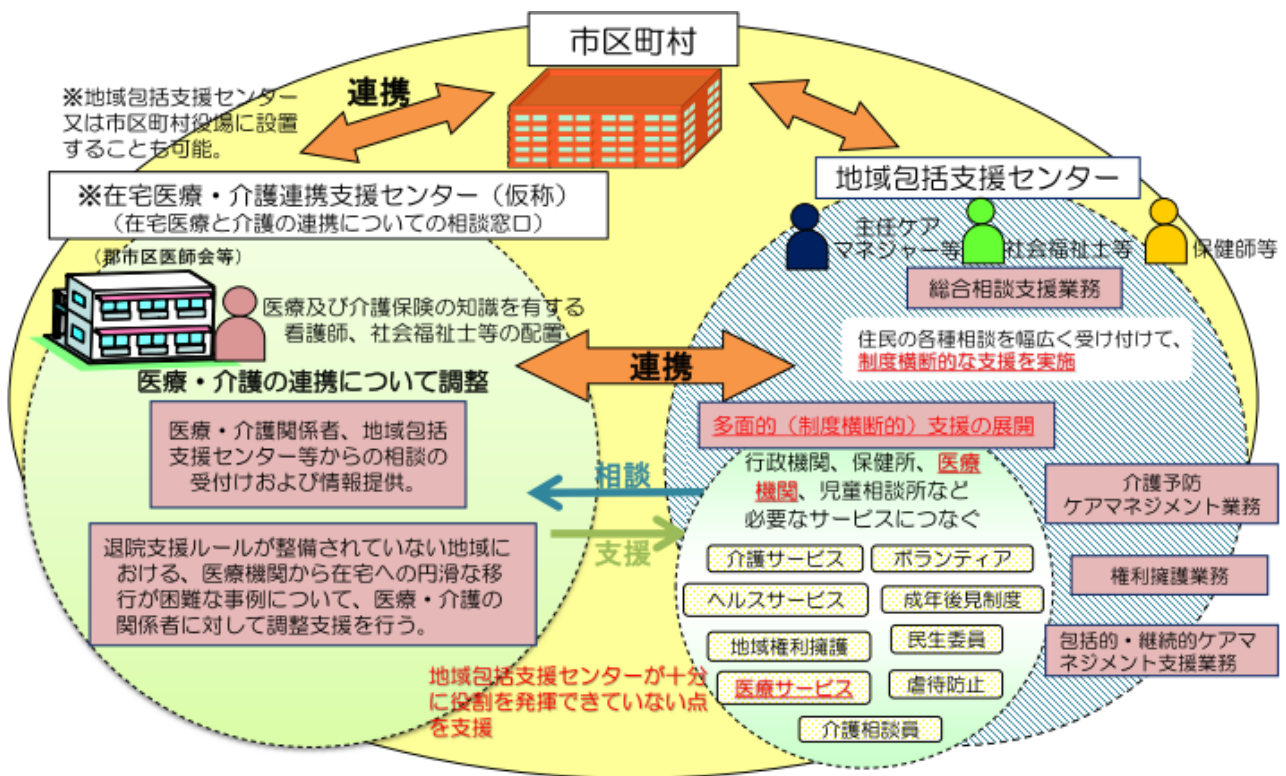 市区町村
連携
※地域包括支援センター
又は市区町村役場に設置
することも可能。
※在宅医療・介護連携支援センター（仮称）
（在宅医療と介護の連携についての相談窓口）
（郡市区医師会等）
医療及び介護保険の知識を有する
看護師、社会福祉士等の配置
医療・介護の連携について調整
医療・介護関係者、地域包括
支援センター等からの相談の
受付けおよび情報提供。
退院支援ルールが整備されていない地域に
おける、医療機関から在宅への円滑な移
行が困難な事例について、医療・介護の
関係者に対して調整支援を行う。
連携
相談
支援
地域包括支援センターが十分
に役割を発揮できていない点
を支援
地域包括支援センター
主任ケア
マネジャー等
社会福祉士等
保健師等
総合相談支援業務
住民の各種相談を幅広く受け付けて、
制度横断的な支援を実施
多面的（制度横断的）支援の展開
行政機関、保健所、医療
機関、児童相談所など
必要なサービスにつなぐ
介護サービス
ボランティア
ヘルスサービス
成年後見制度
地域権利擁護
民生委員
医療サービス
虐待防止
介護相談員
介護予防
ケアマネジメント業務
権利擁護業務
包括的・継続的ケアマ
ネジメント支援業務